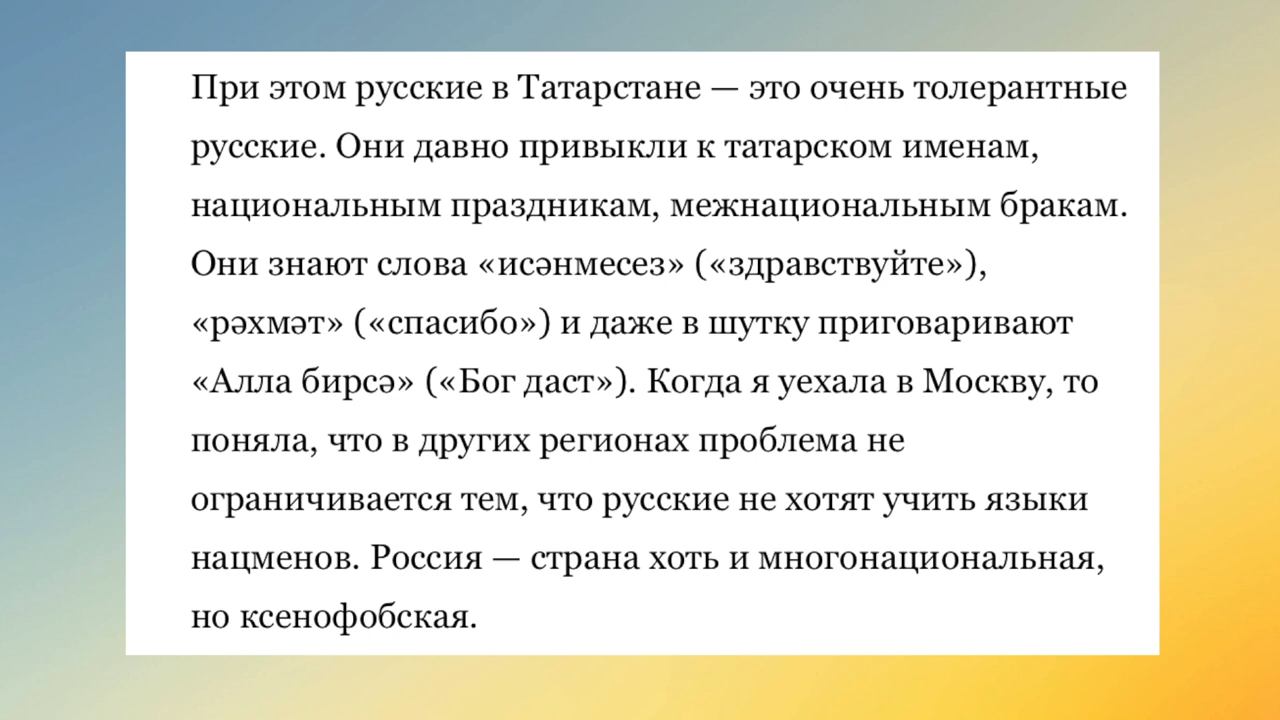 При этом русские в Татарстане — это очень толерантные
русские. Они давно привыкли к татарском именам,
национальным праздникам, межнациональным бракам.
Они знают слова «исәнмесез» («здравствуйте»),
«рәхмәт» («спасибо») и даже в шутку приговаривают
«Алла бирсә» («Бог даст»). Когда я уехала в Москву, то
поняла, что в других регионах проблема не
ограничивается тем, что русские не хотят учить языки
нацменов. Россия — страна хоть и многонациональная,
но ксенофобская.